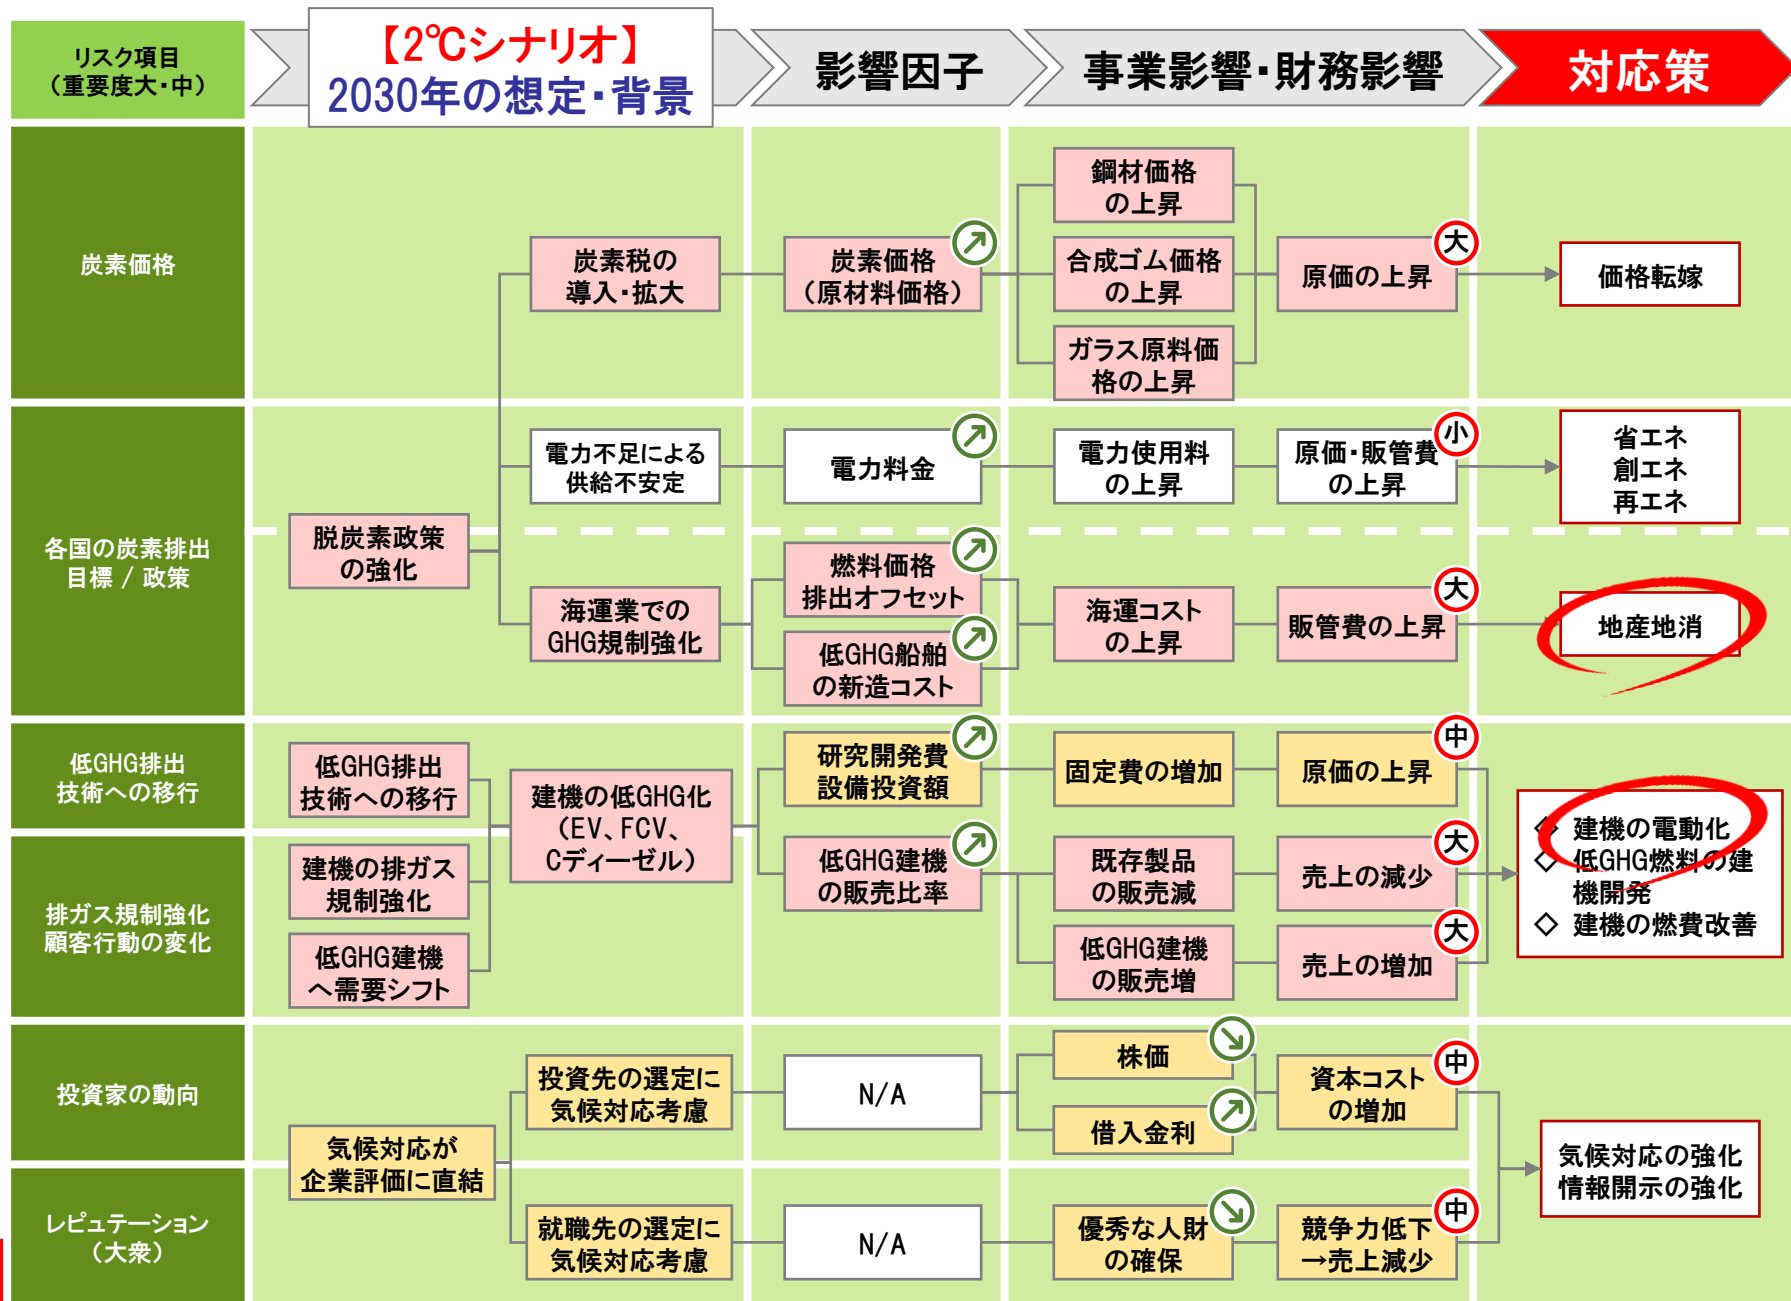 リスク項目
（重要度大・中）
【2℃シナリオ】
2030年の想定・背景
影響因子
事業影響・財務影響
対応策
炭素価格
炭素税の
導入・拡大
炭素価格
（原材料価格）
鋼材価格
の上昇
合成ゴム価格
の上昇
ガラス原料価
格の上昇
原価の上昇
大
価格転嫁
各国の炭素排出
目標 / 政策
脱炭素政策
の強化
電力不足による
供給不安定
電力料金
電力使用料
の上昇
原価・販管費
の上昇
小
省エネ
創エネ
再エネ
海運業での
GHG規制強化
燃料価格
排出オフセット
低GHG船舶
の新造コスト
海運コスト
の上昇
販管費の上昇
大
地産地消
低GHG排出
技術への移行
低GHG排出
技術への移行
建機の低GHG化
（EV、FCV、
Cディーゼル）
研究開発費
設備投資額
固定費の増加
原価の上昇
中
排ガス規制強化
顧客行動の変化
建機の排ガス
規制強化
低GHG建機
へ需要シフト
低GHG建機
の販売比率
既存製品
の販売減
売上の減少
大
低GHG建機
の販売増
売上の増加
大
◇ 建機の電動化
◇ 低GHG燃料の建
機開発
◇ 建機の燃費改善
投資家の動向
気候対応が
企業評価に直結
投資先の選定に
気候対応考慮
N/A
株価
借入金利
資本コスト
の増加
中
気候対応の強化
情報開示の強化
レピュテーション
（大衆）
就職先の選定に
気候対応考慮
N/A
優秀な人財
の確保
競争力低下
→売上減少
中